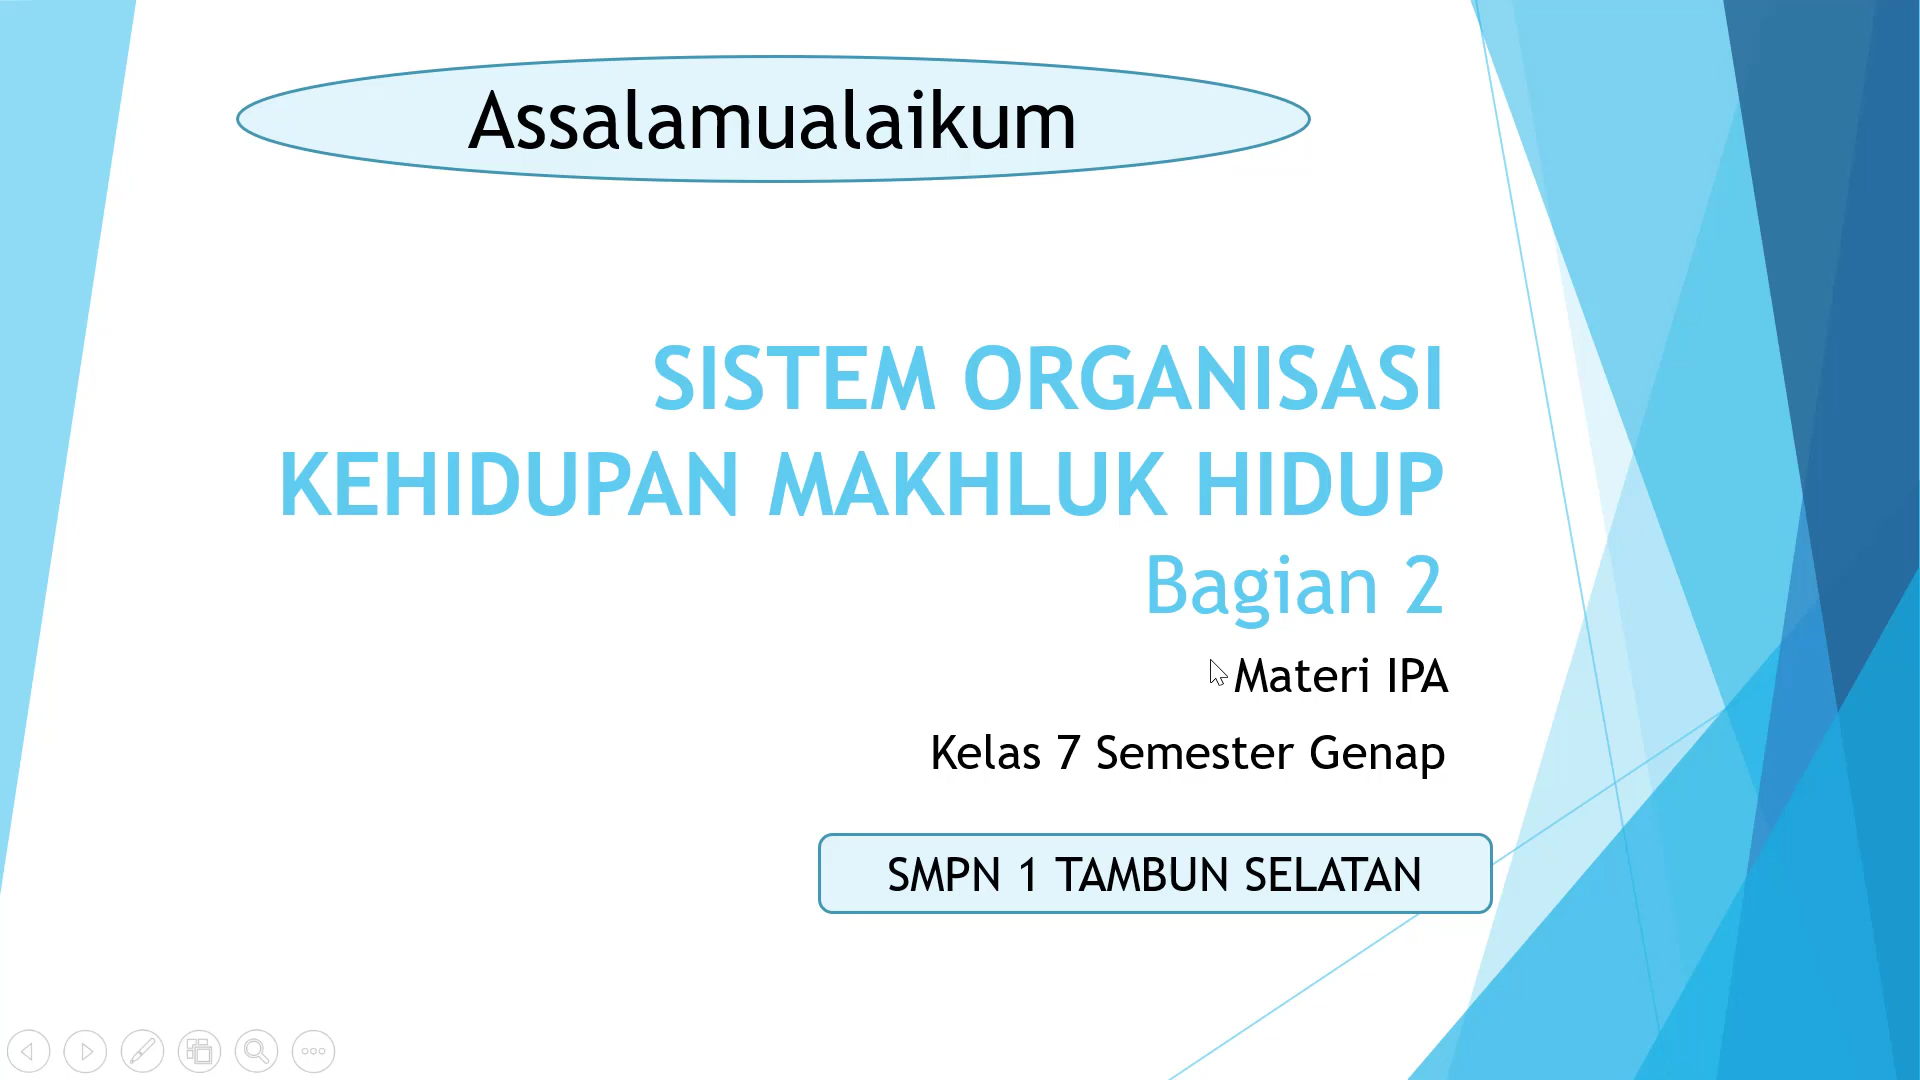 Assalamualaikum
SISTEM ORGANISASI
KEHIDUPAN MAKHLUK HIDUP
Bagian 2
Materi IPA
Kelas 7 Semester Genap
SMPN 1 TAMBUN SELATAN